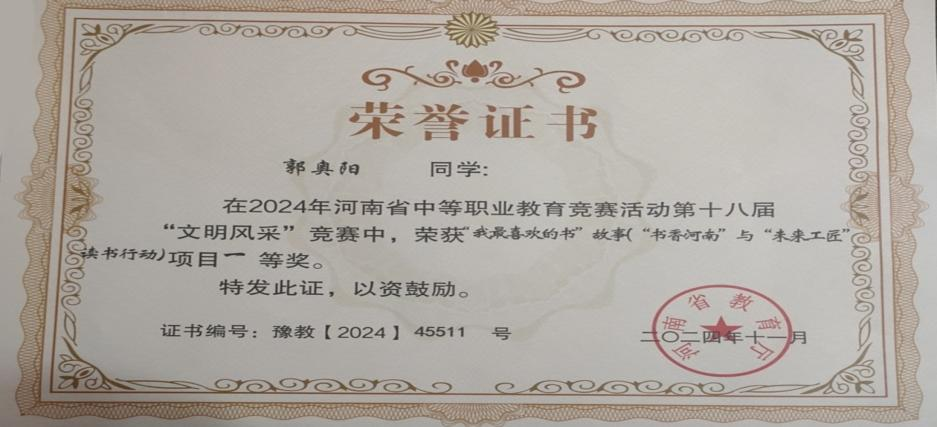 荣誉证书
郭奥阳 同学:
在2024年河南省中等职业教育竞赛活动第十八届
“文明风采”竞赛中，荣获“我最喜欢的书”故事(“书香河南”与“未来工匠”
读书行动)项目一等奖。
特发此证，以资鼓励。
证书编号：豫教【2024】45511 号
二〇二四年十一月
河南省教育厅